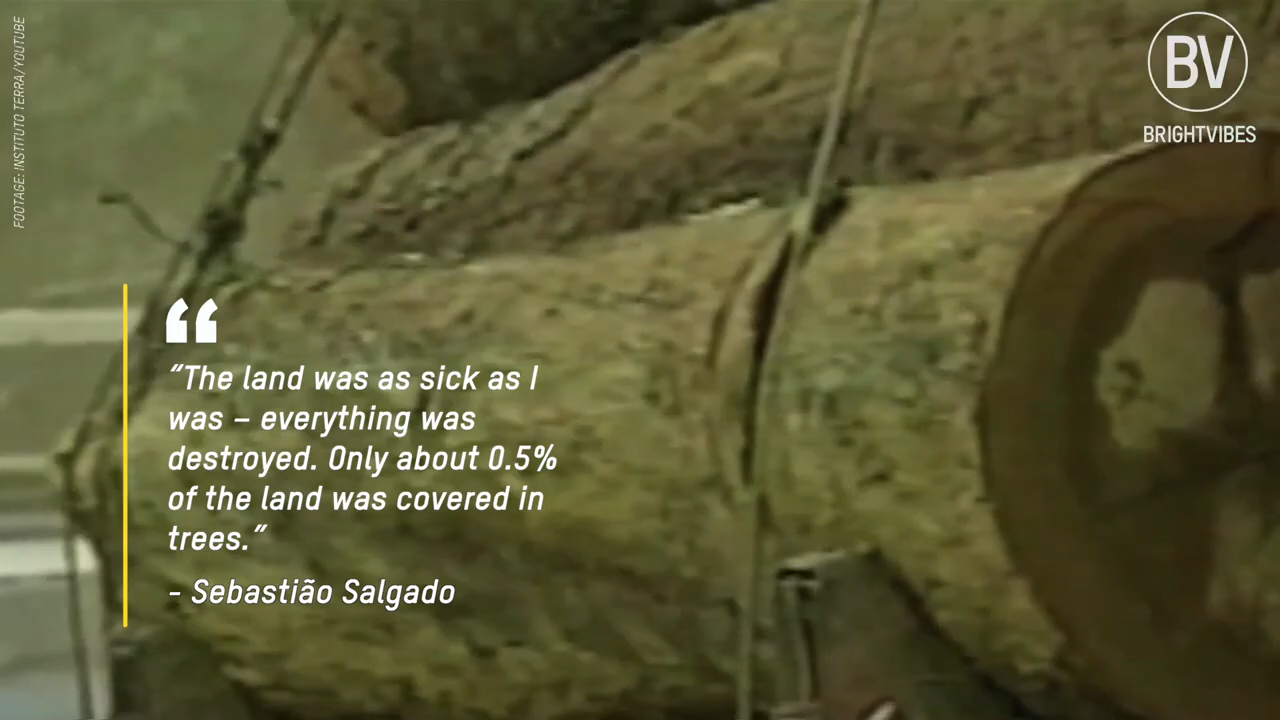 FOOTAGE: INSTITUTO TERRA/YOUTUBE
BV
BRIGHTVIBES
“
“The land was as sick as I
was – everything was
destroyed. Only about 0.5%
of the land was covered in
trees.”
- Sebastião Salgado